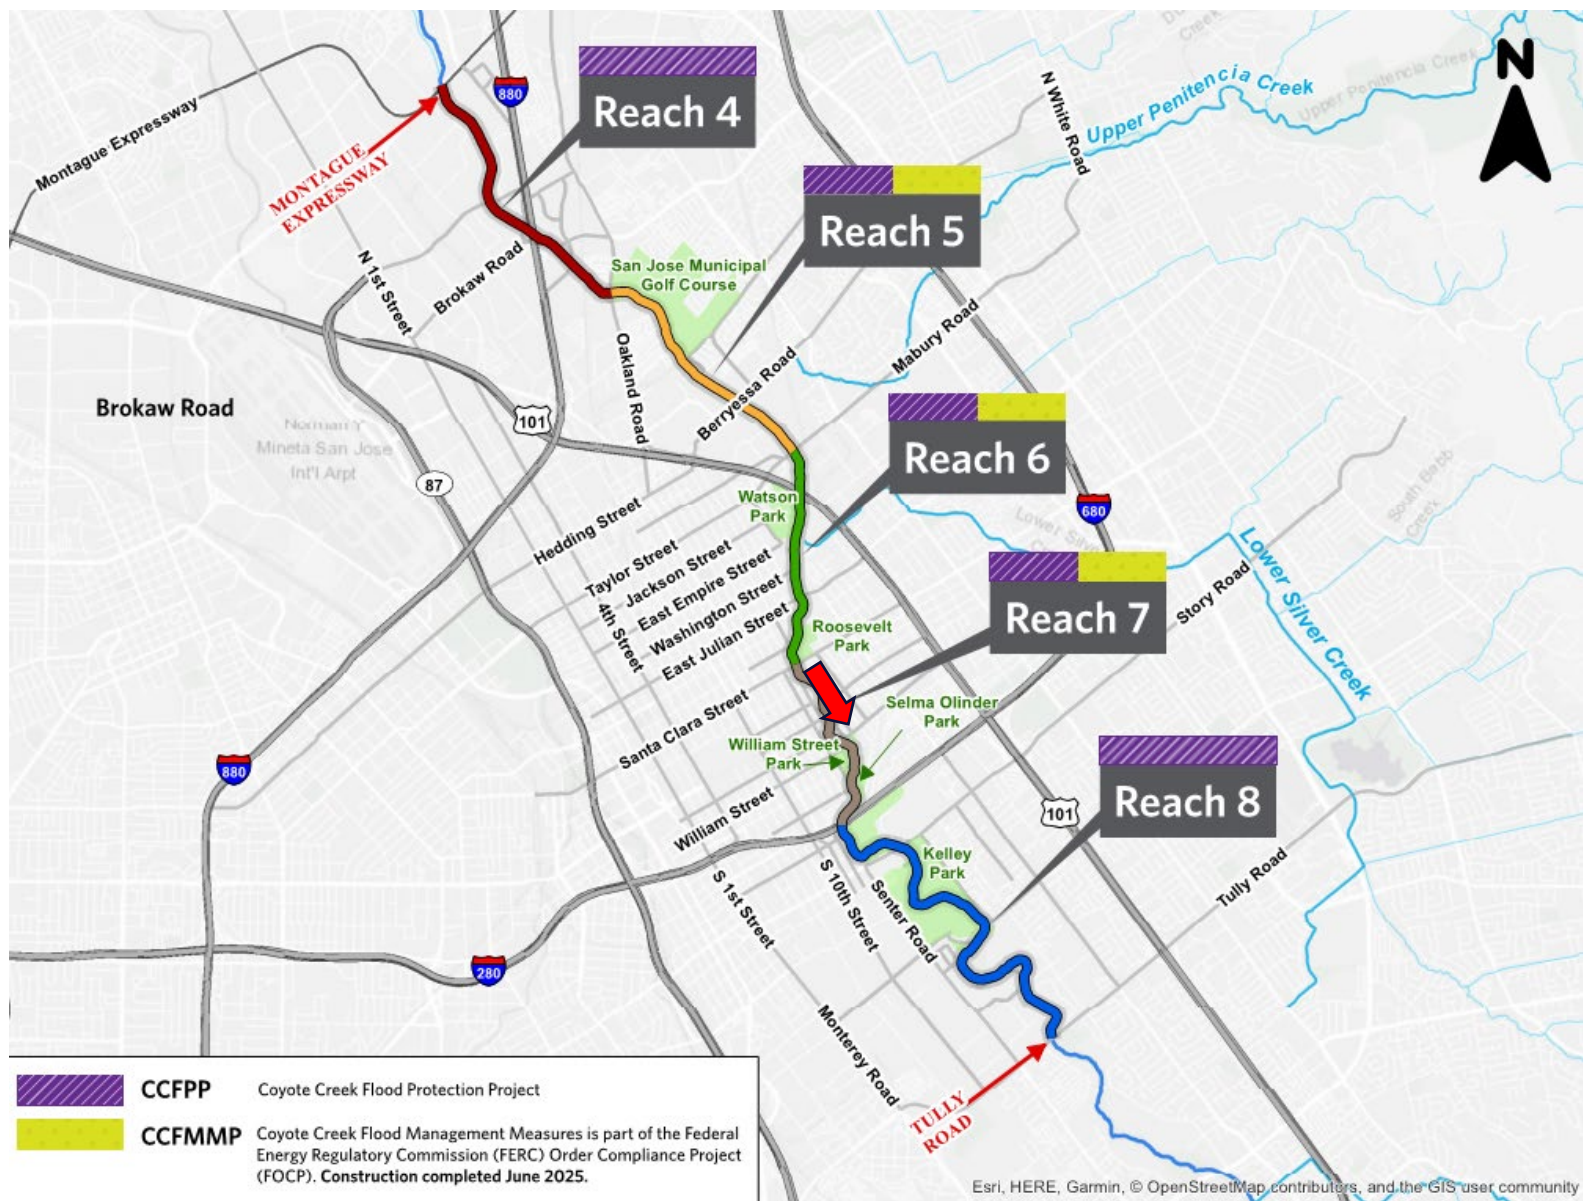 N
880
Reach 4
Montague Expressway
MONTAGUE
EXPRESSWAY
N White Road
Upper Penitencia Creek
Upper Penitencia Creek
Reach 5
N 1st Street
Brokaw Road
San Jose Municipal
Golf Course
Oakland Road
Berryessa Road
Mabury Road
Brokaw Road
101
Mineta San Jose
Int'l Arpt
87
Reach 6
Watson
Park
680
South Babb
Creek
Hedding Street
Taylor Street
Jackson Street
East Empire Street
Washington Street
East Julian Street
4th Street
Lower Silver Creek
Reach 7
Story Road
Roosevelt
Park
Santa Clara Street
Selma Olinder
Park
William Street
Park
880
William Street
Reach 8
101
Kelley
Park
Tully Road
S 1st Street
S 10th Street
Senter Road
280
Monterey Road
TULLY
ROAD
CCFPP Coyote Creek Flood Protection Project
CCFMMP Coyote Creek Flood Management Measures is part of the Federal
Energy Regulatory Commission (FERC) Order Compliance Project
(FOCP). Construction completed June 2025.
Esri, HERE, Garmin, © OpenStreetMap contributors, and the GIS user community